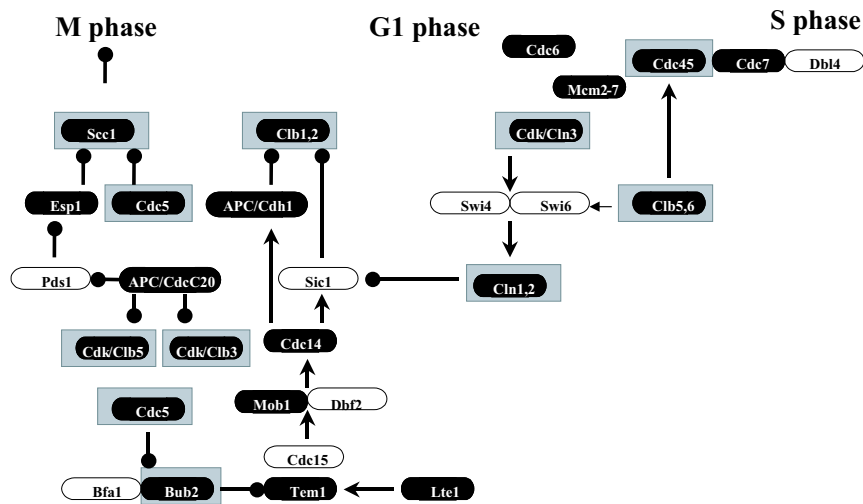 M phase
G1 phase
S phase
Cdc6
Cdc45
Cdc7
Dbl4
Mcm2-7
Scc1
Clb1,2
Cdk/Cln3
Esp1
Cdc5
APC/Cdh1
Swi4
Swi6
Clb5,6
Pds1
APC/CdcC20
Sic1
Cln1,2
Cdk/Clb5
Cdk/Clb3
Cdc14
Cdc5
Mob1
Dbf2
Cdc15
Bfa1
Bub2
Tem1
Lte1